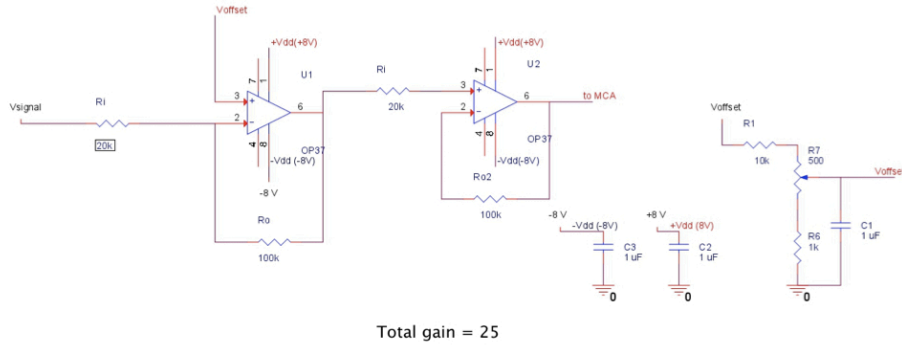 Voffset
+Vdd(+8V)
7
1
U1
3
+
2
-
6
OP37
4
8
-Vdd (-8V)
-8 V
Vsignal
Ri
20k
Ro
100k
Ri
20k
+Vdd(+8V)
7
1
U2
3
+
2
-
6
to MCA
OP37
4
8
-Vdd(-8V)
Ro2
100k
-8 V
-Vdd (-8V)
C3
1 uF
0
+8 V
+Vdd (8V)
C2
1 uF
0
Voffset
R1
10k
R7
500
Voffse
R6
1k
C1
1 uF
0
Total gain = 25